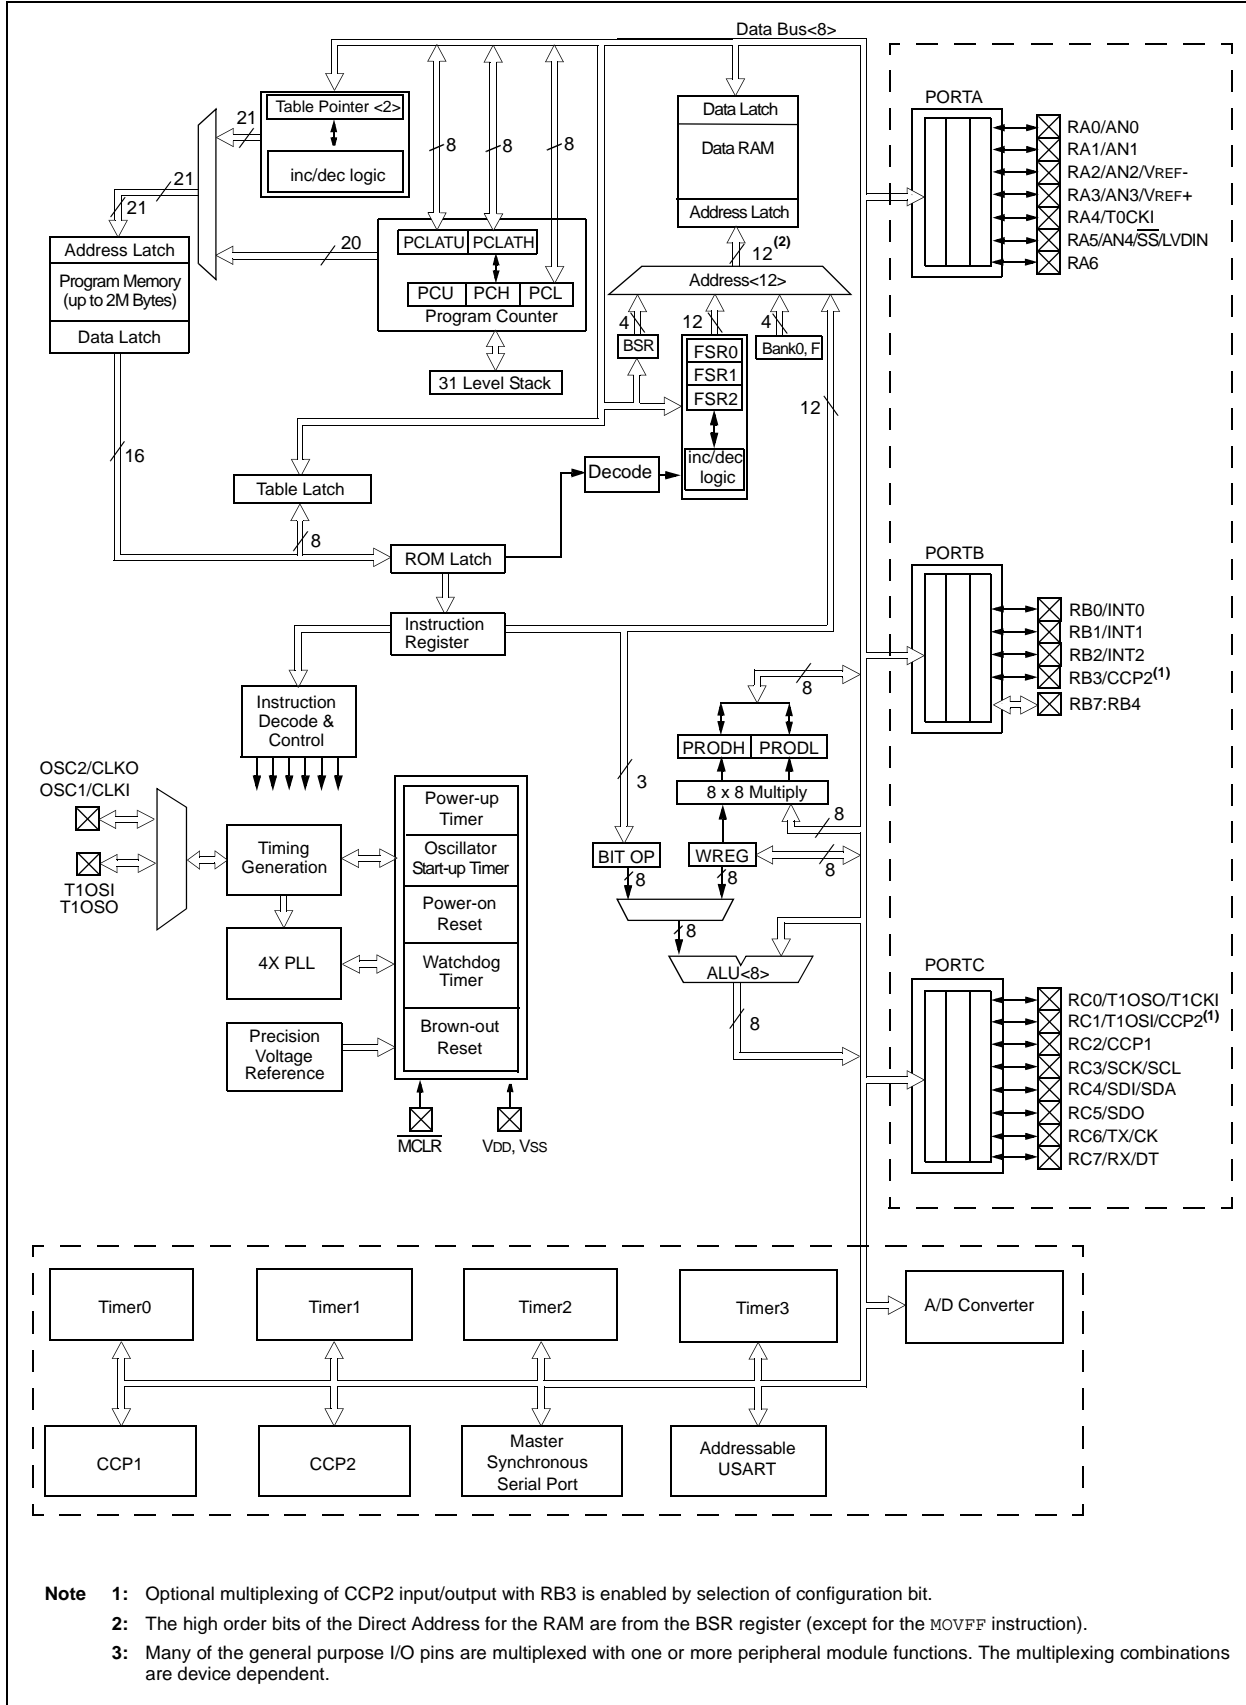 Data Bus<8>
Table Pointer <2>
inc/dec logic
21
21
21
8
8
8
Data Latch
Data RAM
Address Latch
12(2)
Address<12>
20
PCLATU PCLATH
PCU PCH PCL
Program Counter
31 Level Stack
Address Latch
Program Memory
(up to 2M Bytes)
Data Latch
16
4
BSR
12
FSR0
FSR1
FSR2
inc/dec
logic
4
Bank0, F
12
Table Latch
8
Decode
ROM Latch
Instruction
Register
Instruction
Decode &
Control
OSC2/CLKO
OSC1/CLKI
T1OSI
T1OSO
Timing
Generation
4X PLL
Precision
Voltage
Reference
Power-up
Timer
Oscillator
Start-up Timer
Power-on
Reset
Watchdog
Timer
Brown-out
Reset
MCLR
VDD, VSS
8
PRODH PRODL
8 x 8 Multiply
8
3
BIT OP
WREG
8
8
8
8
ALU<8>
8
PORTA
RA0/AN0
RA1/AN1
RA2/AN2/VREF-
RA3/AN3/VREF+
RA4/T0CKI
RA5/AN4/SS/LVDIN
RA6
PORTB
RB0/INT0
RB1/INT1
RB2/INT2
RB3/CCP2(1)
RB7:RB4
PORTC
RC0/T1OSO/T1CKI
RC1/T1OSI/CCP2(1)
RC2/CCP1
RC3/SCK/SCL
RC4/SDI/SDA
RC5/SDO
RC6/TX/CK
RC7/RX/DT
Timer0
Timer1
Timer2
Timer3
A/D Converter
CCP1
CCP2
Master
Synchronous
Serial Port
Addressable
USART
Note 1: Optional multiplexing of CCP2 input/output with RB3 is enabled by selection of configuration bit.
2: The high order bits of the Direct Address for the RAM are from the BSR register (except for the MOVFF instruction).
3: Many of the general purpose I/O pins are multiplexed with one or more peripheral module functions. The multiplexing combinations
are device dependent.